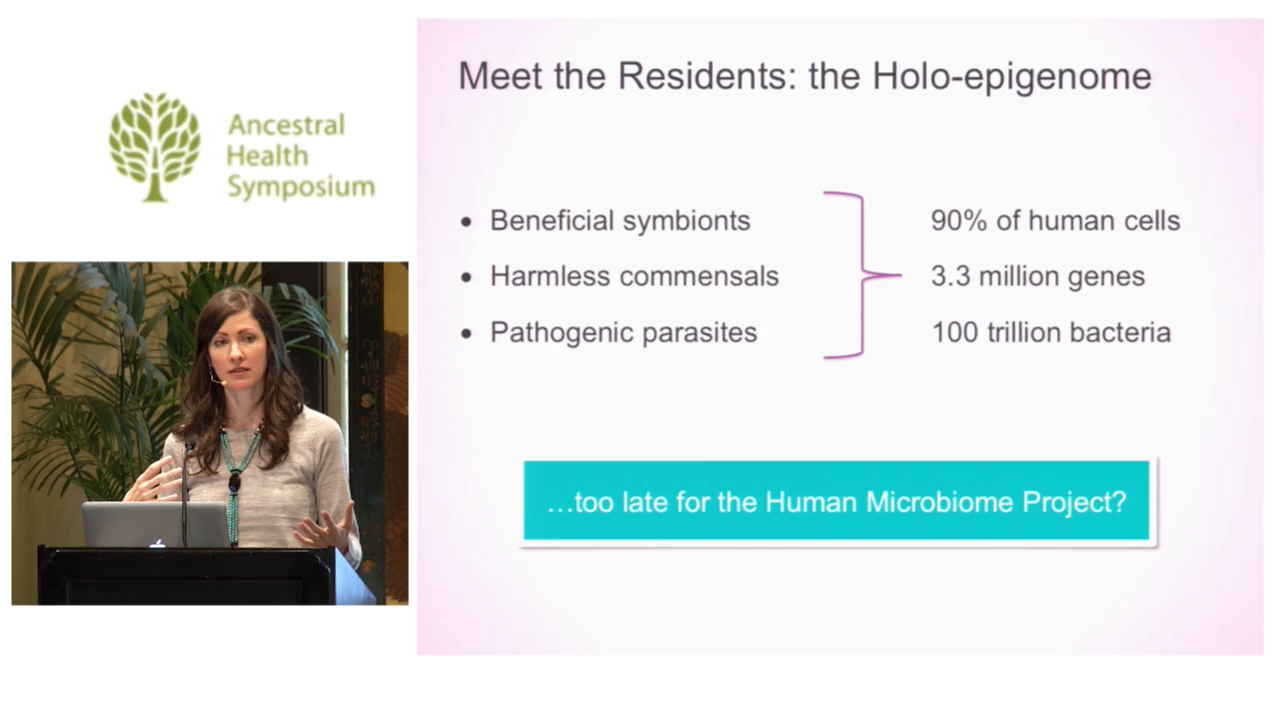 Ancestral
Health
Symposium
Meet the Residents: the Holo-epigenome
• Beneficial symbionts
• Harmless commensals
• Pathogenic parasites
90% of human cells
3.3 million genes
100 trillion bacteria
...too late for the Human Microbiome Project?